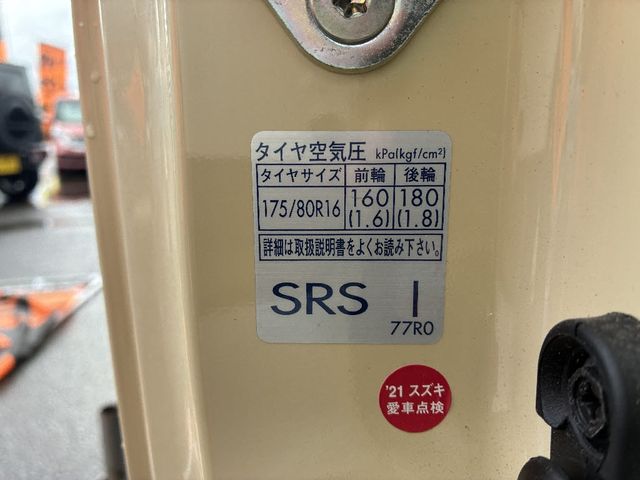 タイヤ空気圧 kPa{kgf/cm²}
タイヤサイズ 前輪 後輪
175/80R16 160 180
(1.6) (1.8)
詳細は取扱説明書をよくお読み下さい。
SRS I
77R0
'21 スズキ
愛車点検